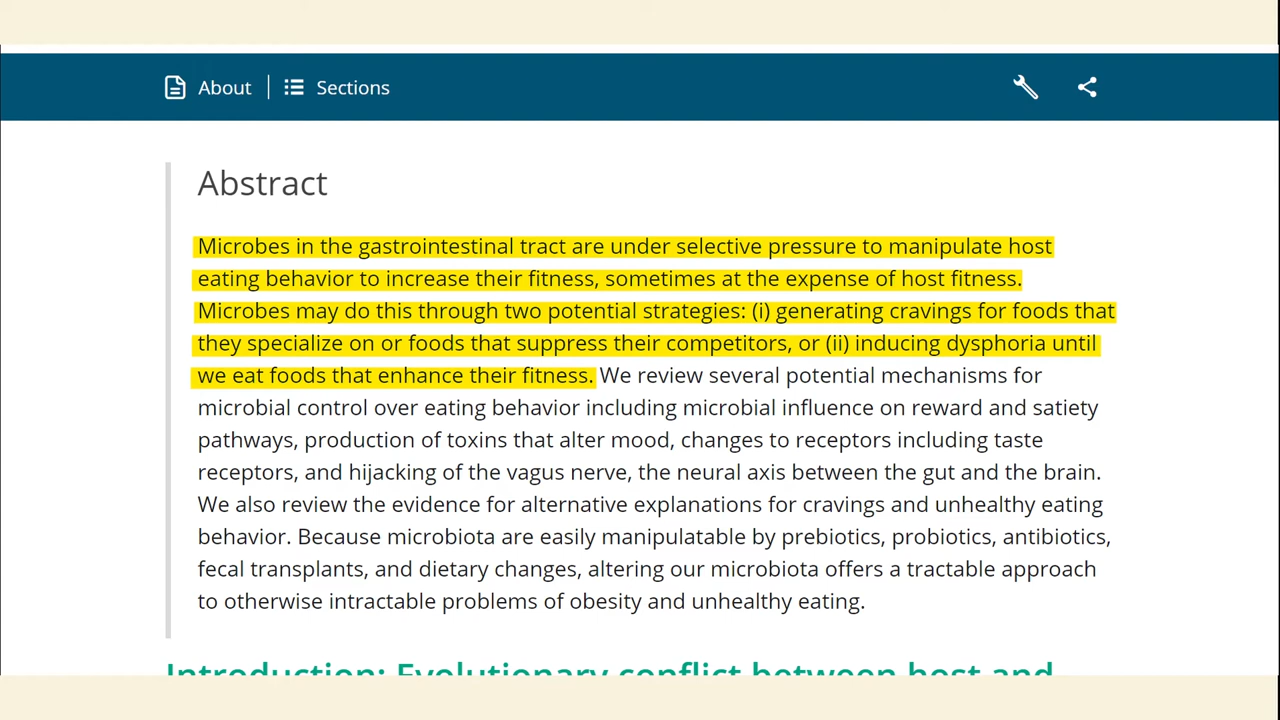 About | Sections
Abstract
Microbes in the gastrointestinal tract are under selective pressure to manipulate host
eating behavior to increase their fitness, sometimes at the expense of host fitness.
Microbes may do this through two potential strategies: (i) generating cravings for foods that
they specialize on or foods that suppress their competitors, or (ii) inducing dysphoria until
we eat foods that enhance their fitness. We review several potential mechanisms for
microbial control over eating behavior including microbial influence on reward and satiety
pathways, production of toxins that alter mood, changes to receptors including taste
receptors, and hijacking of the vagus nerve, the neural axis between the gut and the brain.
We also review the evidence for alternative explanations for cravings and unhealthy eating
behavior. Because microbiota are easily manipulatable by prebiotics, probiotics, antibiotics,
fecal transplants, and dietary changes, altering our microbiota offers a tractable approach
to otherwise intractable problems of obesity and unhealthy eating.
Introduction: Evolutionary conflict between host and